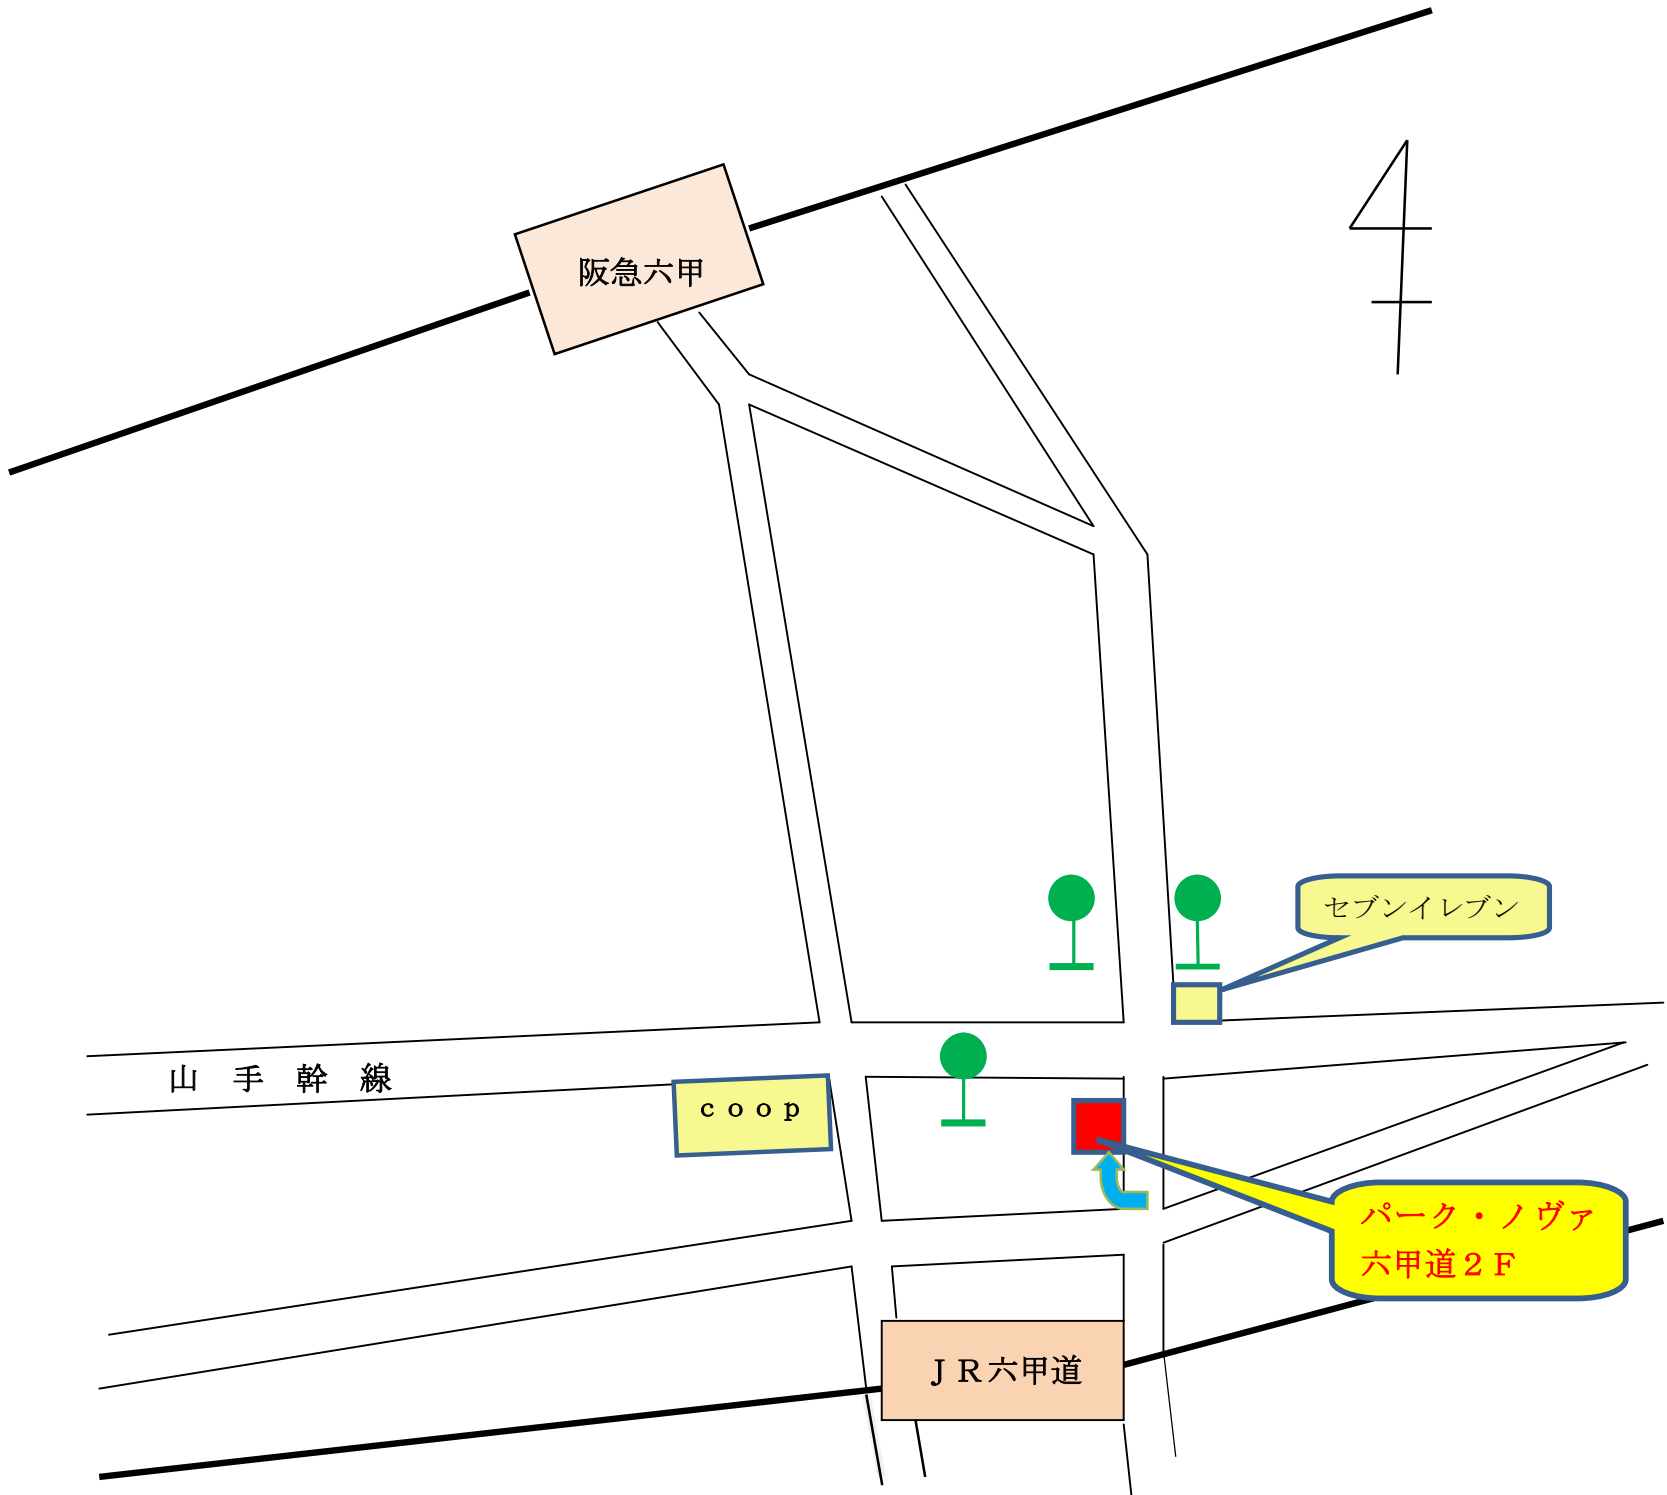 阪急六甲
セブンイレブン
山　手　幹　線
ｃｏｏｐ
パーク・ノヴァ
六甲道２Ｆ
ＪＲ六甲道